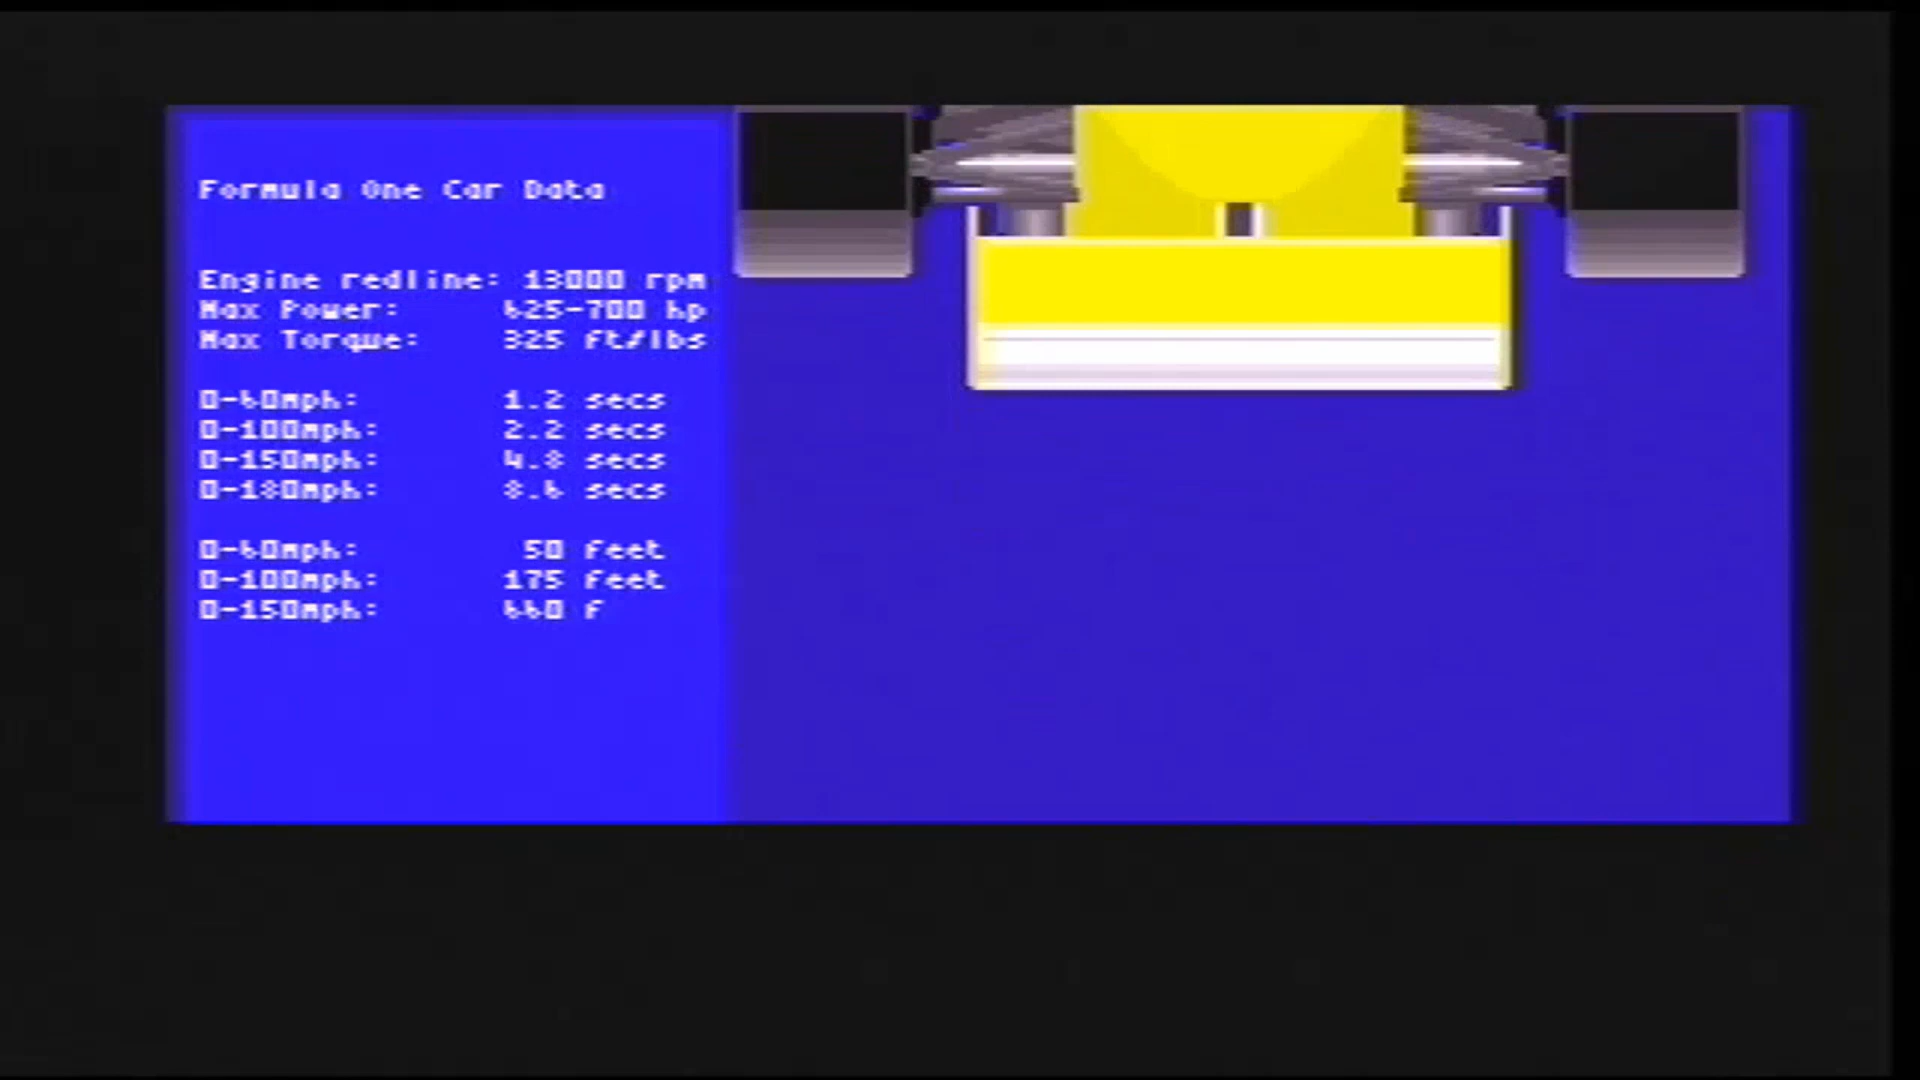 Formula One Car Data
Engine redline: 13000 rpm
Max Power: 625-700 hp
Max Torque: 325 ft/lbs
0-60mph: 1.2 secs
0-100mph: 2.2 secs
0-150mph: 4.8 secs
0-180mph: 8.6 secs
0-60mph: 50 feet
0-100mph: 175 feet
0-150mph: 660 f